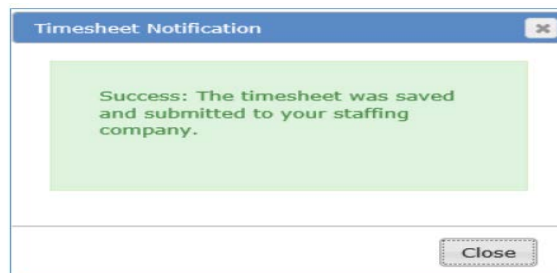 Timesheet Notification
Success: The timesheet was saved
and submitted to your staffing
company.
Close